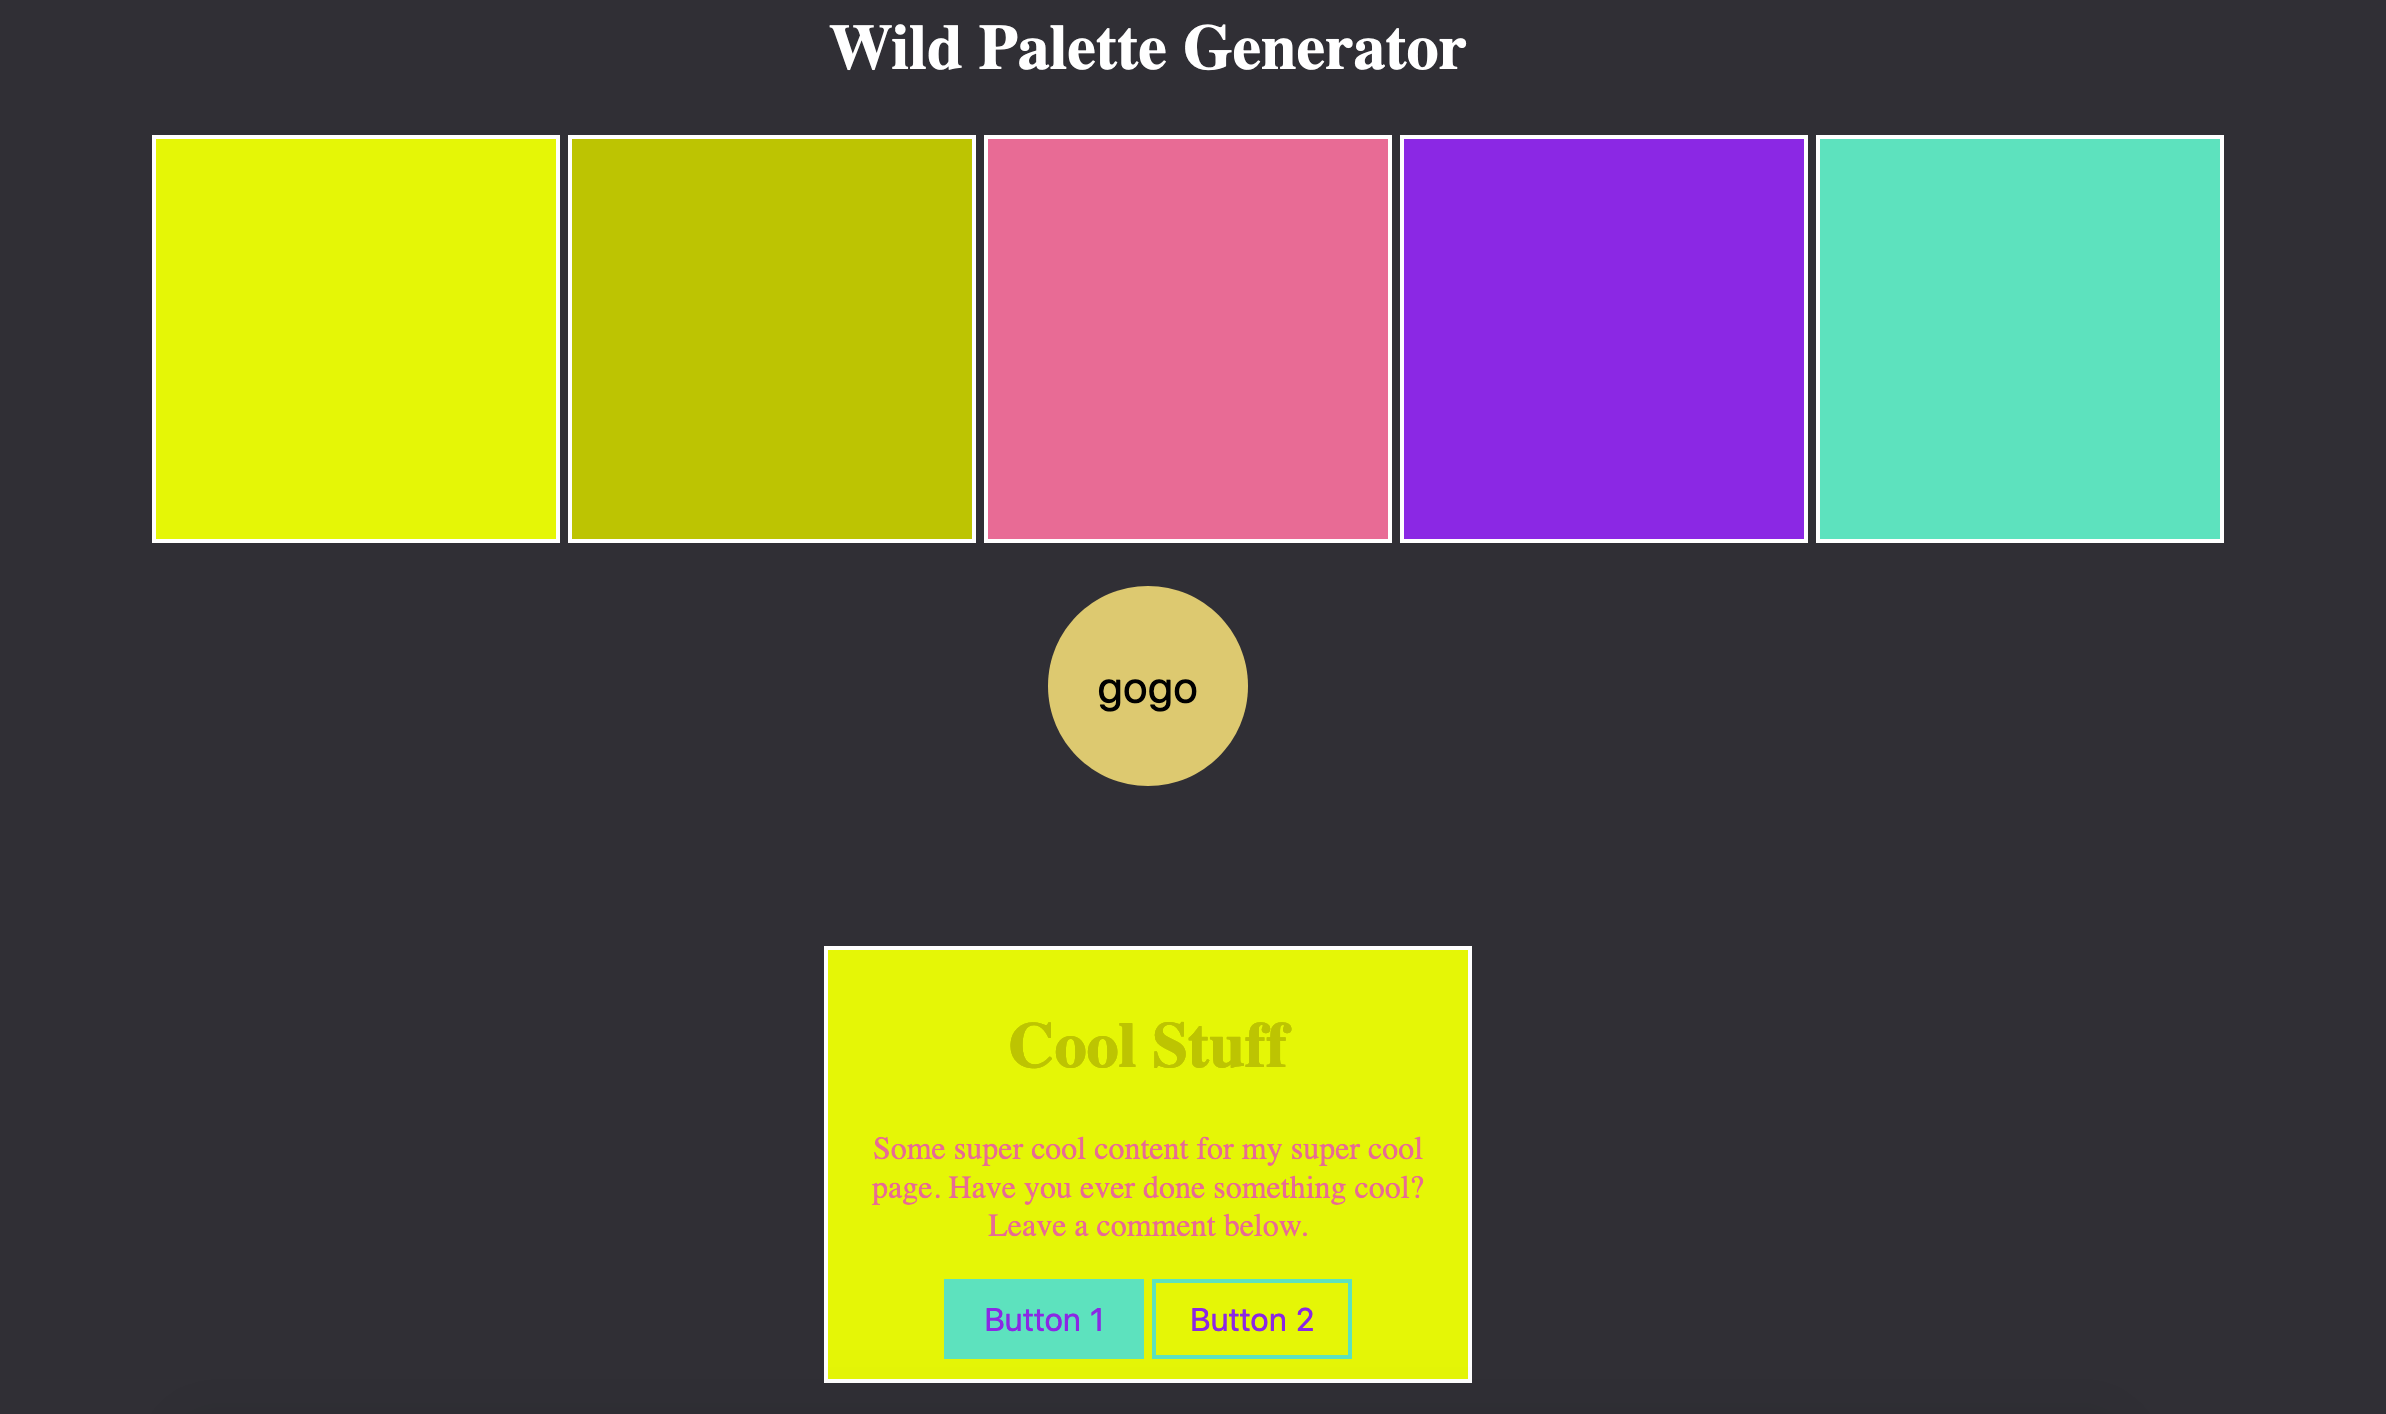 Wild Palette Generator
gogo
Cool Stuff
Some super cool content for my super cool
page. Have you ever done something cool?
Leave a comment below.
Button 1
Button 2